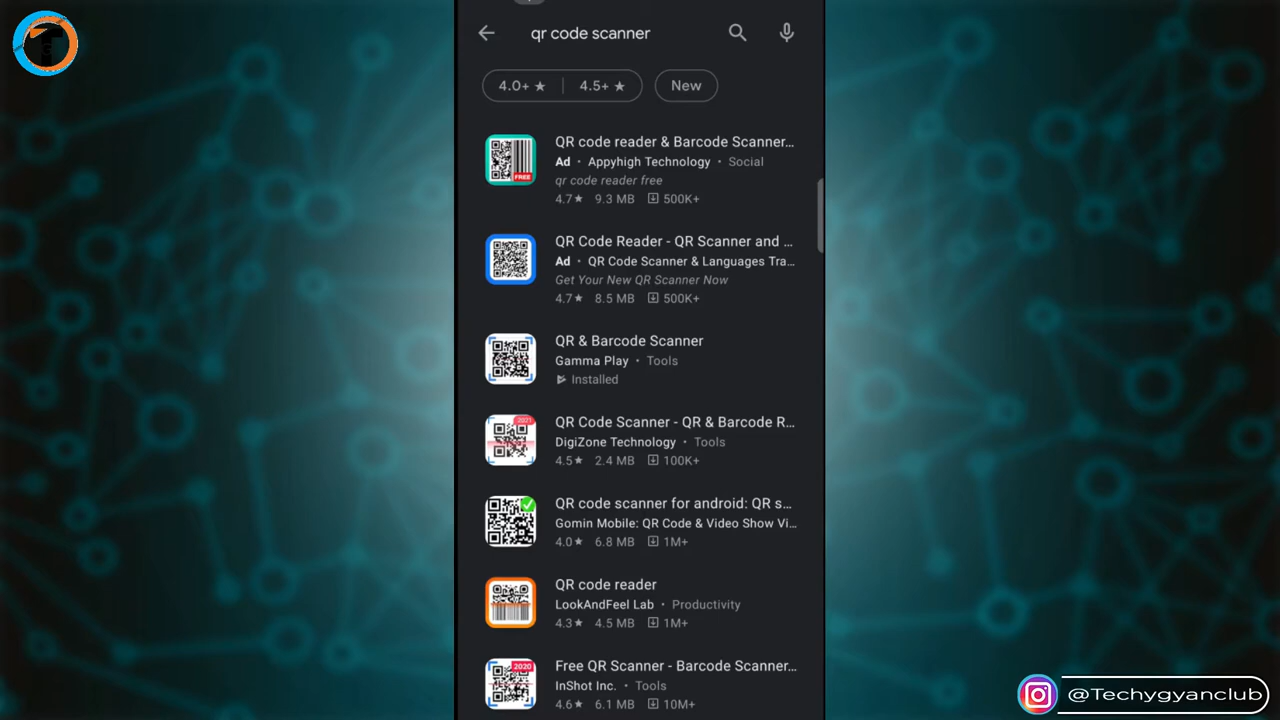 qr code scanner
4.0+ ★ 4.5+ ★ New
QR code reader & Barcode Scanner...
Ad • Appyhigh Technology • Social
qr code reader free
4.7★ 9.3 MB 500K+
FREE
QR Code Reader - QR Scanner and ...
Ad • QR Code Scanner & Languages Tra...
Get Your New QR Scanner Now
4.7★ 8.5 MB 500K+
QR & Barcode Scanner
Gamma Play • Tools
Installed
2021
QR Code Scanner - QR & Barcode R...
DigiZone Technology • Tools
4.5★ 2.4 MB 100K+
QR code scanner for android: QR s...
Gomin Mobile: QR Code & Video Show Vi...
4.0★ 6.8 MB 1M+
QR code reader
LookAndFeel Lab • Productivity
4.3★ 4.5 MB 1M+
2020
Free QR Scanner - Barcode Scanner...
InShot Inc. • Tools
4.6★ 6.1 MB 10M+
@Techygyanclub